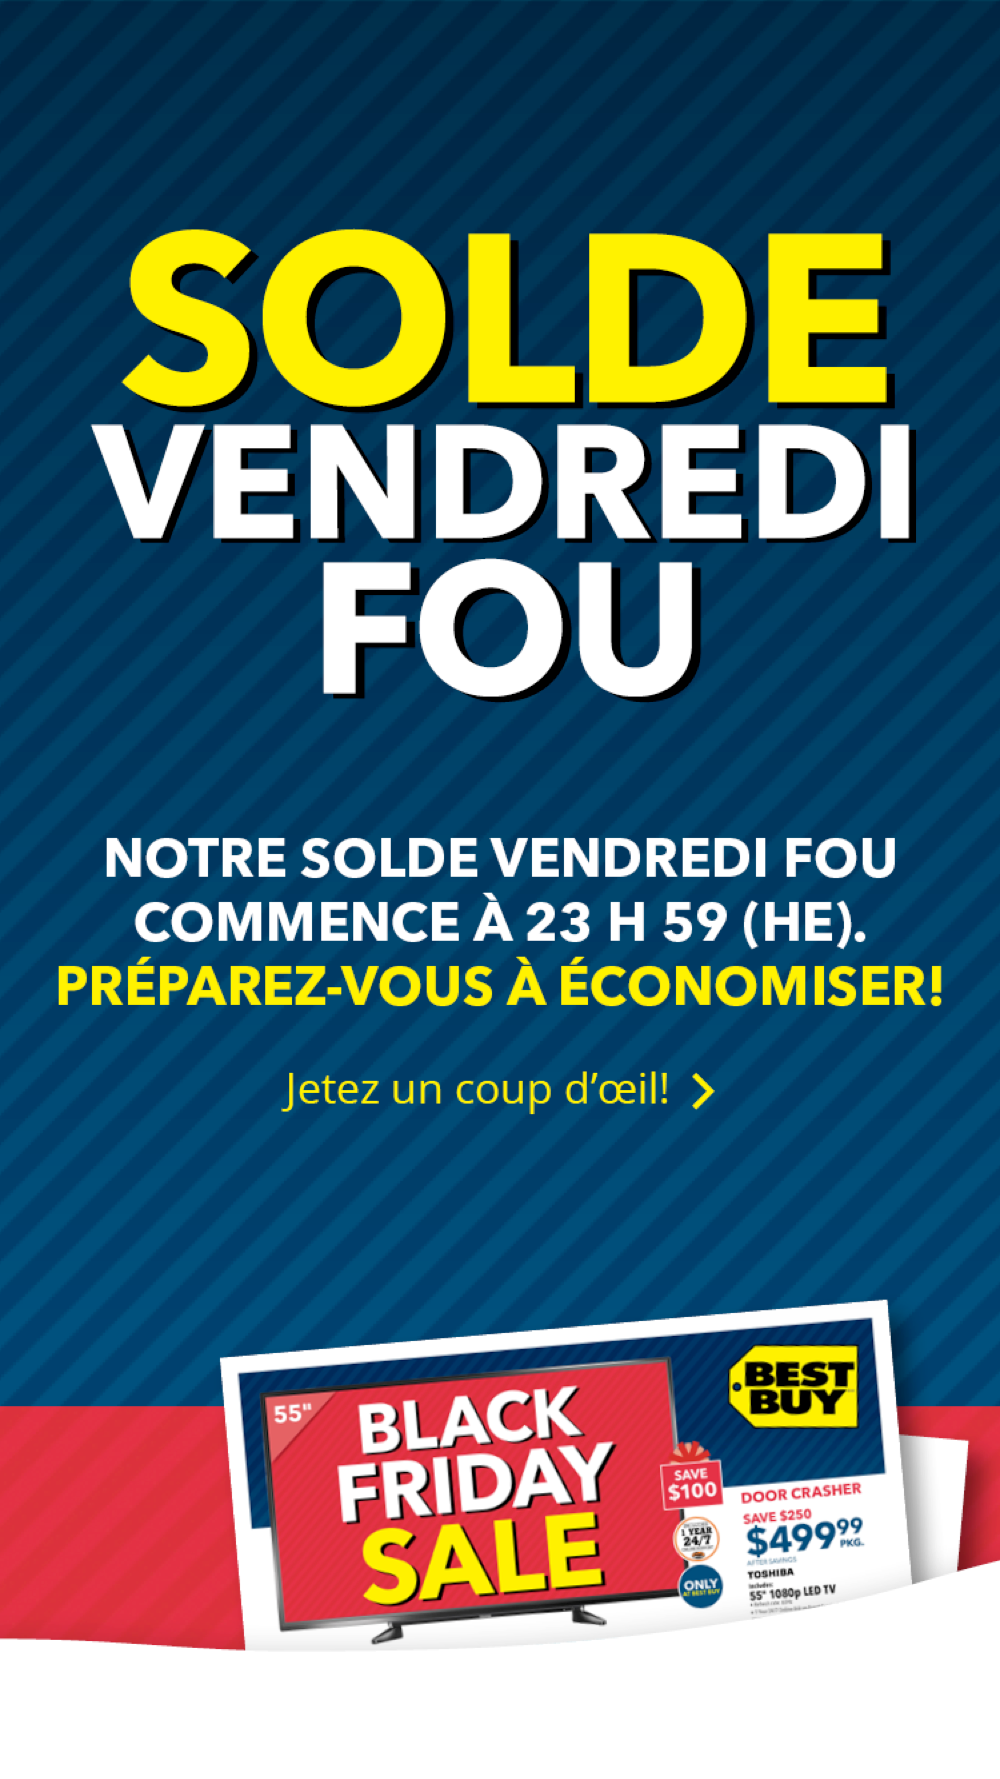 SOLDE
VENDREDI
FOU
NOTRE SOLDE VENDREDI FOU
COMMENCE À 23 H 59 (HE).
PRÉPAREZ-VOUS À ÉCONOMISER!
Jetez un coup d’œil!
55"
BLACK
FRIDAY
SALE
BEST
BUY
SAVE
$100
DOOR CRASHER
SAVE $250
$499.99
PKG.
AFTER SAVINGS
1 YEAR
24/7
ONLY
AT BEST BUY
TOSHIBA
Includes:
55" 1080p LED TV